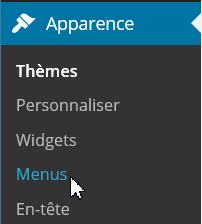 Apparence
Thèmes
Personnaliser
Widgets
Menus
En-tête